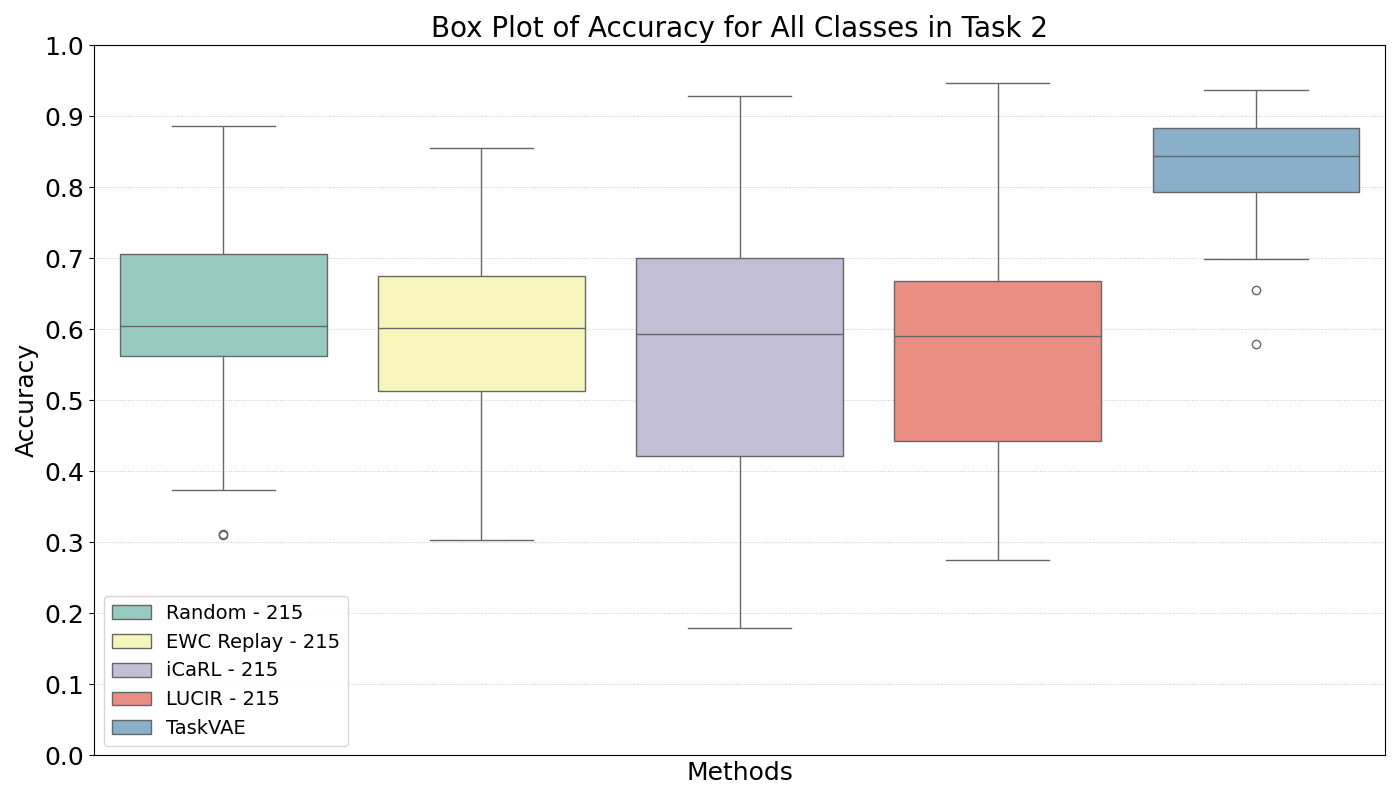 Box Plot of Accuracy for All Classes in Task 2
1.0
0.9
0.8
0.7
0.6
0.5
0.4
0.3
0.2
0.1
0.0
Accuracy
Random - 215
EWC Replay - 215
iCaRL - 215
LUCIR - 215
TaskVAE
Methods